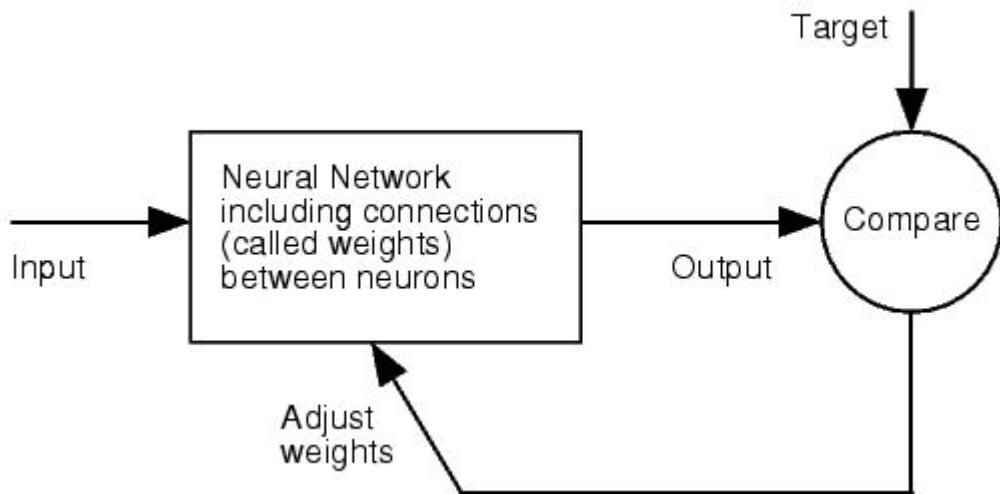 Target
Neural Network
including connections
(called weights)
between neurons
Compare
Input
Output
Adjust
weights